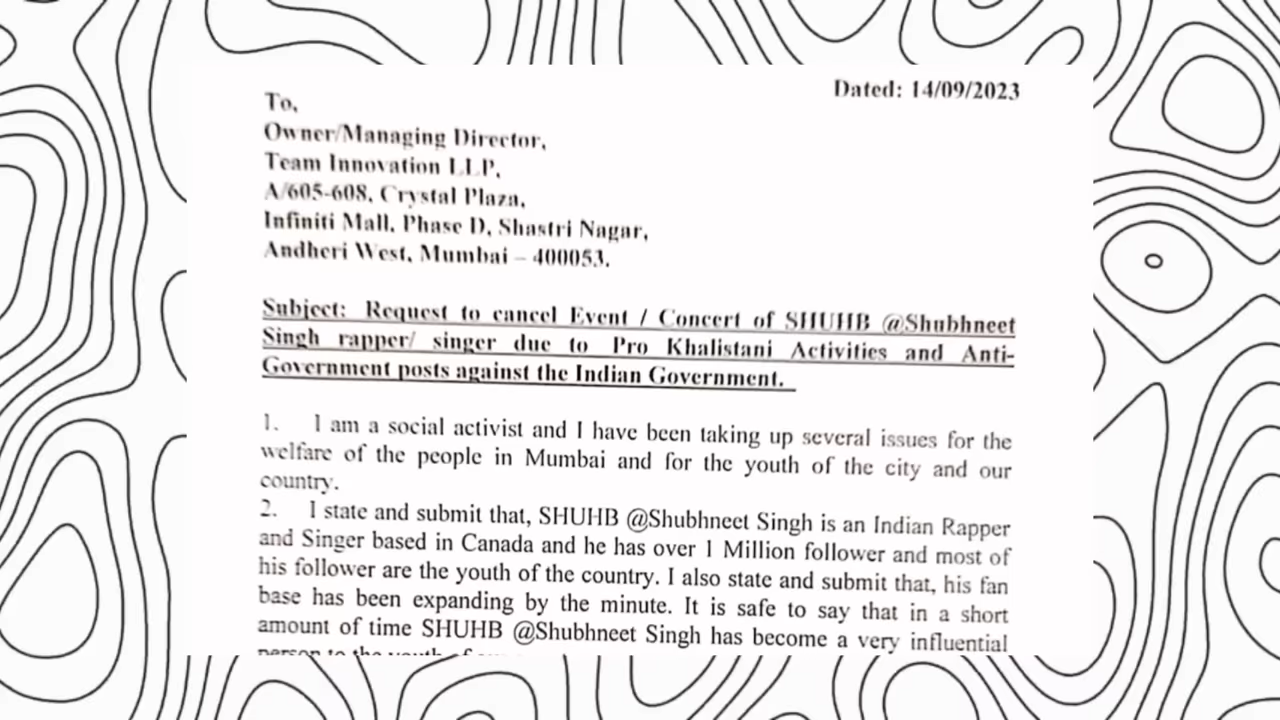 Dated: 14/09/2023
To,
Owner/Managing Director,
Team Innovation LLP,
A/605-608, Crystal Plaza,
Infiniti Mall, Phase D, Shastri Nagar,
Andheri West, Mumbai – 400053.
Subject: Request to cancel Event / Concert of SHUHB @Shubhneet
Singh rapper/ singer due to Pro Khalistani Activities and Anti-
Government posts against the Indian Government.
1. I am a social activist and I have been taking up several issues for the
welfare of the people in Mumbai and for the youth of the city and our
country.
2. I state and submit that, SHUHB @Shubhneet Singh is an Indian Rapper
and Singer based in Canada and he has over 1 Million follower and most of
his follower are the youth of the country. I also state and submit that, his fan
base has been expanding by the minute. It is safe to say that in a short
amount of time SHUHB @Shubhneet Singh has become a very influential
person to the youth of